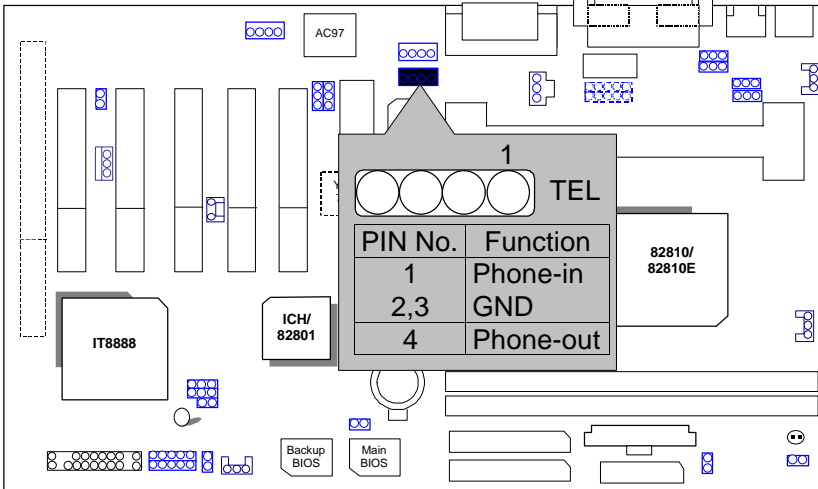 AC97
1
TEL
PIN No. Function
1 Phone-in
2,3 GND
4 Phone-out
82810/
82810E
ICH/
82801
IT8888
Backup
BIOS
Main
BIOS